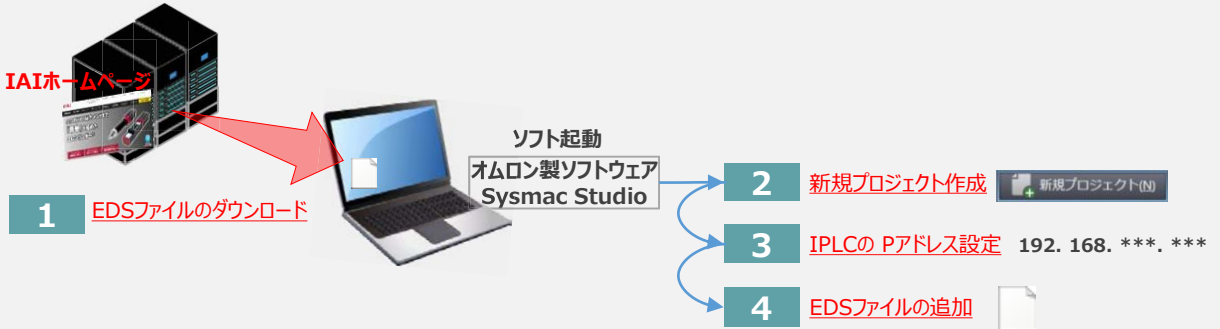 IAIホームページ
1 EDSファイルのダウンロード
ソフト起動
オムロン製ソフトウェア
Sysmac Studio
2 新規プロジェクト作成 新規プロジェクト(N)
3 IPLCの Pアドレス設定 192. 168. ***. ***
4 EDSファイルの追加